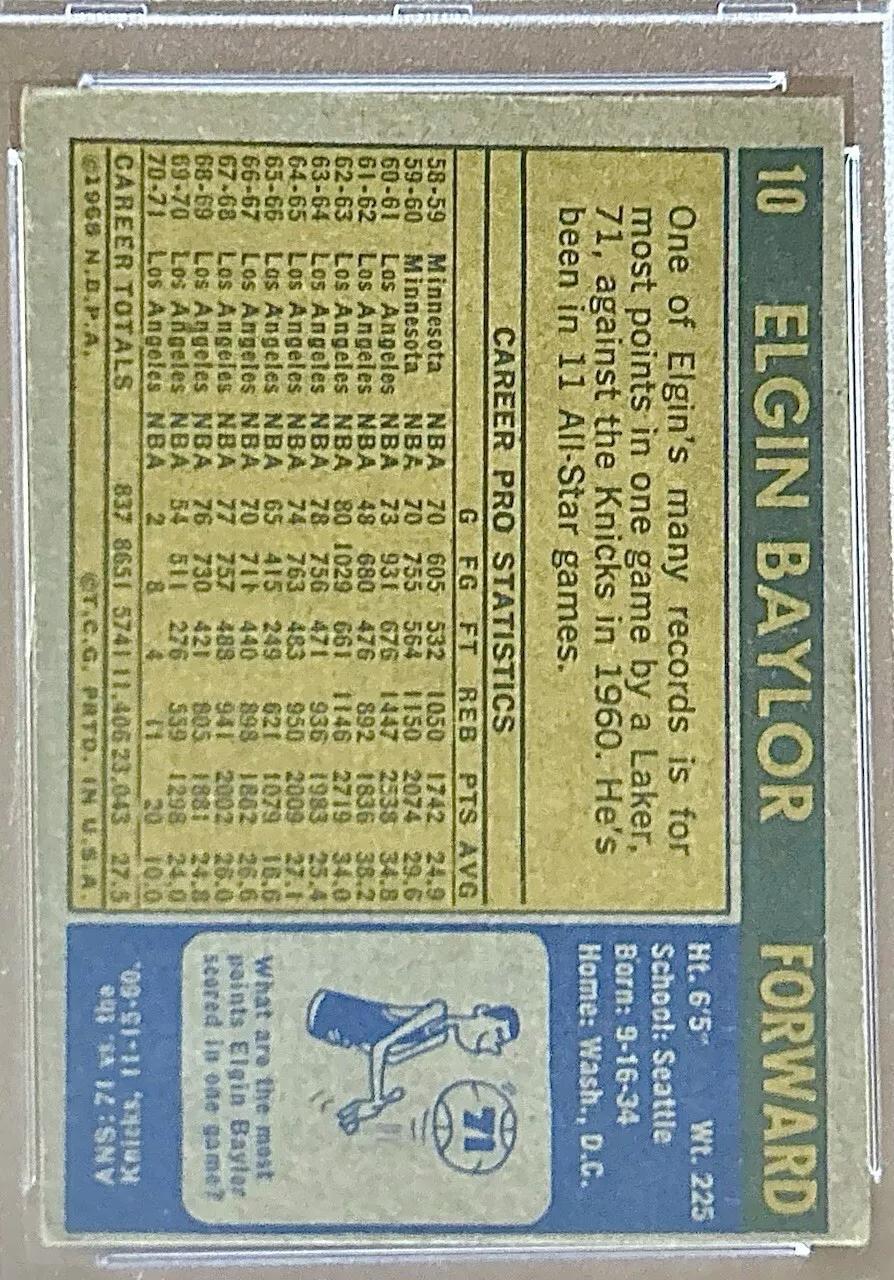 10 ELGIN BAYLOR FORWARD
One of Elgin's many records is for
most points in one game by a Laker,
71, against the Knicks in 1960. He's
been in 11 All-Star games.
CAREER PRO STATISTICS
G FG FT REB PTS AVG
58-59 Minnesota NBA 70 605 532 1050 1742 24.9
59-60 Minnesota NBA 70 755 564 1150 2074 29.6
60-61 Los Angeles NBA 73 931 676 1447 2538 34.8
61-62 Los Angeles NBA 48 680 476 892 1836 38.2
62-63 Los Angeles NBA 80 1029 661 1146 2719 34.0
63-64 Los Angeles NBA 78 756 471 936 1983 25.4
64-65 Los Angeles NBA 74 763 483 950 2009 27.1
65-66 Los Angeles NBA 65 415 249 621 1079 16.6
66-67 Los Angeles NBA 70 711 440 898 1862 26.6
67-68 Los Angeles NBA 77 757 488 941 2002 26.0
68-69 Los Angeles NBA 76 730 421 805 1881 24.8
69-70 Los Angeles NBA 54 511 276 559 1298 24.0
70-71 Los Angeles NBA 2 8 4 11 20 10.0
CAREER TOTALS 837 8651 5741 11,406 23,043 27.5
©1968 N.B.P.A. ©T.C.G. PRTD. IN U.S.A.
Ht. 6'5" Wt. 225
School: Seattle
Born: 9-16-34
Home: Wash., D.C.
71
What are the most
points Elgin Baylor
scored in one game?
ANS: 71 vs. the
Knicks, 11-15-60.